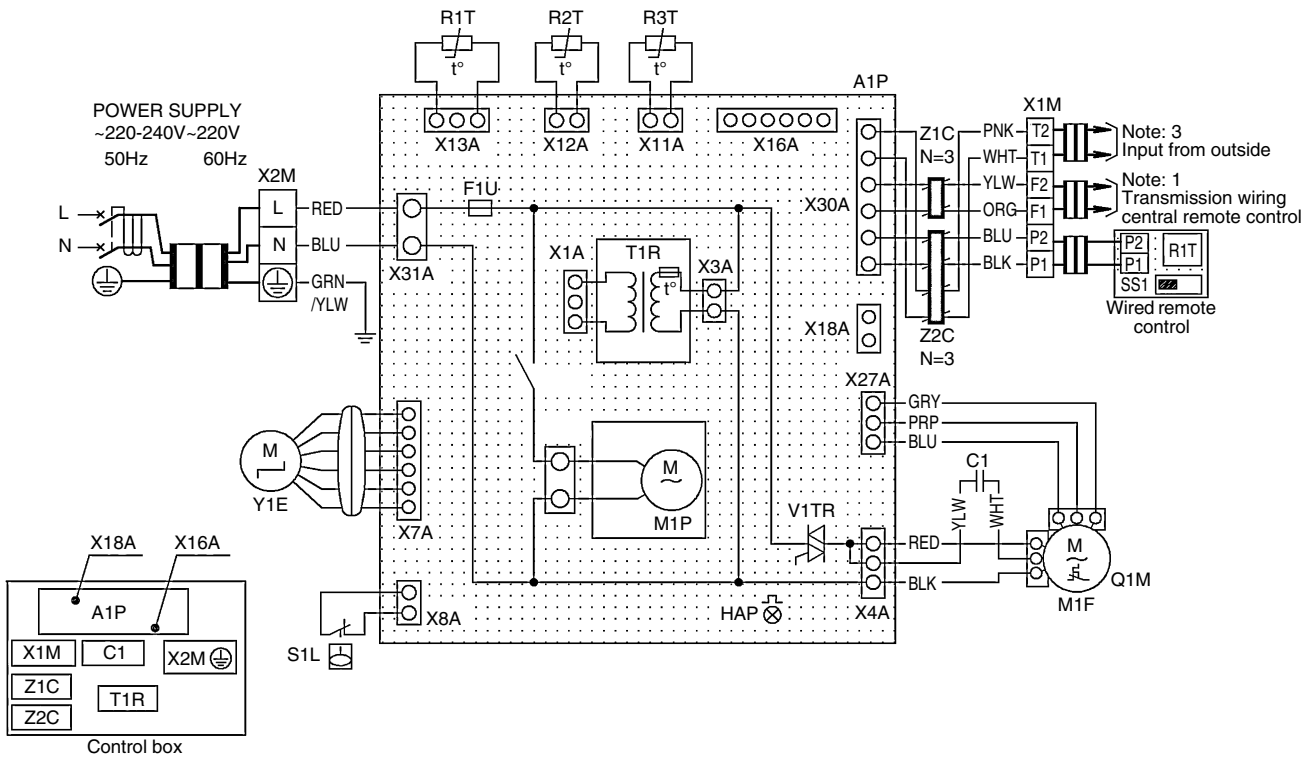 R1T
R2T
R3T
t°
t°
t°
A1P
X13A
X12A
X11A
X16A
POWER SUPPLY
~220-240V~220V
50Hz
60Hz
X2M
L
N
L
N
RED
BLU
GRN
/YLW
X31A
F1U
X1A
T1R
t°
X3A
X30A
X18A
Z1C
N=3
Z2C
N=3
X1M
PNK
WHT
YLW
ORG
BLU
BLK
T2
T1
F2
F1
P2
P1
Note: 3
Input from outside
Note: 1
Transmission wiring
central remote control
P2
P1
R1T
SS1
Wired remote
control
X27A
GRY
PRP
BLU
C1
YLW
WHT
M
Y1E
X7A
M
~
M1P
V1TR
RED
BLK
X4A
M
~
Q1M
M1F
HAP
X8A
S1L
X18A
X16A
A1P
X1M
C1
X2M
Z1C
T1R
Z2C
Control box